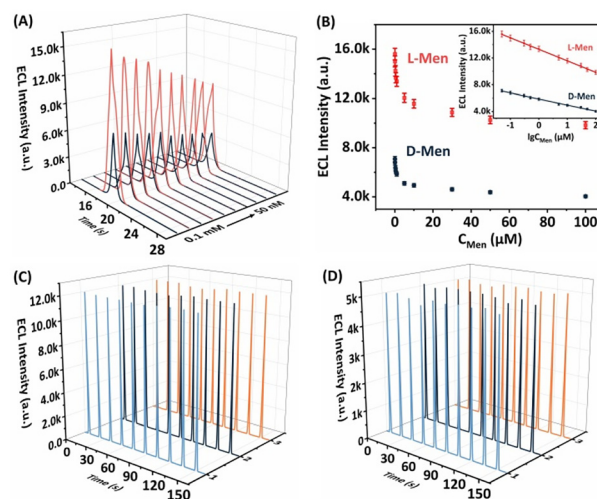 (A)
ECL Intensity (a.u.)
15.0k
12.0k
9.0k
6.0k
3.0k
0.0
16
20
24
28
Time (s)
0.1 mM
50 nM
(B)
ECL Intensity (a.u.)
16.0k
12.0k
8.0k
4.0k
0
20
40
60
80
100
C Men (μM)
L-Men
D-Men
ECL Intensity (a.u.)
16.0k
12.0k
8.0k
4.0k
-1
0
1
2
lgC Men (μM)
L-Men
D-Men
(C)
ECL Intensity (a.u.)
12.0k
10.0k
8.0k
6.0k
4.0k
2.0k
0.0
0
30
60
90
120
150
Time (s)
1
2
3
(D)
ECL Intensity (a.u.)
5k
4k
3k
2k
1k
0
0
30
60
90
120
150
Time (s)
1
2
3